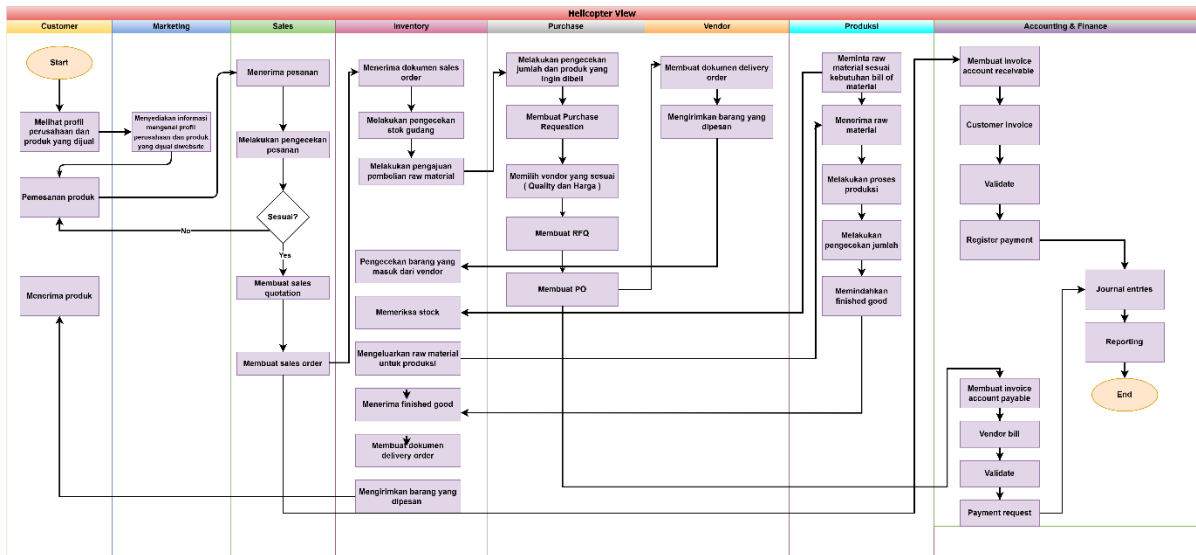 Helicopter View
Customer
Marketing
Sales
Inventory
Purchase
Vendor
Produksi
Accounting & Finance
Start
Melihat profil
perusahaan dan
produk yang dijual
Pemesanan produk
Menerima produk
Menyediakan informasi
mengenai profil
perusahaan dan produk
yang dijual diwebsite
Menerima pesanan
Melakukan pengecekan
pesanan
Sesuai?
No
Yes
Membuat sales
quotation
Membuat sales order
Menerima dokumen sales
order
Melakukan pengecekan
stok gudang
Melakukan pengajuan
pembelian raw material
Pengecekan barang yang
masuk dari vendor
Memeriksa stock
Mengeluarkan raw material
untuk produksi
Menerima finished good
Membuat dokumen
delivery order
Mengirimkan barang yang
dipesan
Melakukan pengecekan
jumlah dan produk yang
ingin dibeli
Membuat Purchase
Requestion
Memilih vendor yang sesuai
( Quality dan Harga )
Membuat RFQ
Membuat PO
Membuat dokumen delivery
order
Mengirimkan barang yang
dipesan
Meminta raw
material sesuai
kebutuhan bill of
material
Menerima raw
material
Melakukan proses
produksi
Melakukan
pengecekan jumlah
Memindahkan
finished good
Membuat invoice
account receivable
Customer invoice
Validate
Register payment
Journal entries
Reporting
End
Membuat invoice
account payable
Vendor bill
Validate
Payment request